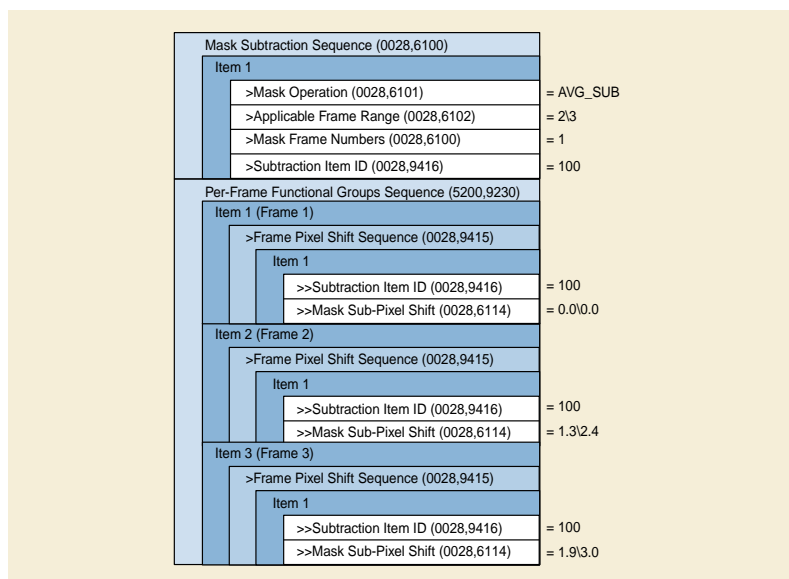 Mask Subtraction Sequence (0028,6100)
Item 1
>Mask Operation (0028,6101) = AVG_SUB
>Applicable Frame Range (0028,6102) = 2\3
>Mask Frame Numbers (0028,6100) = 1
>Subtraction Item ID (0028,9416) = 100
Per-Frame Functional Groups Sequence (5200,9230)
Item 1 (Frame 1)
>Frame Pixel Shift Sequence (0028,9415)
Item 1
>>Subtraction Item ID (0028,9416) = 100
>>Mask Sub-Pixel Shift (0028,6114) = 0.0\0.0
Item 2 (Frame 2)
>Frame Pixel Shift Sequence (0028,9415)
Item 1
>>Subtraction Item ID (0028,9416) = 100
>>Mask Sub-Pixel Shift (0028,6114) = 1.3\2.4
Item 3 (Frame 3)
>Frame Pixel Shift Sequence (0028,9415)
Item 1
>>Subtraction Item ID (0028,9416) = 100
>>Mask Sub-Pixel Shift (0028,6114) = 1.9\3.0